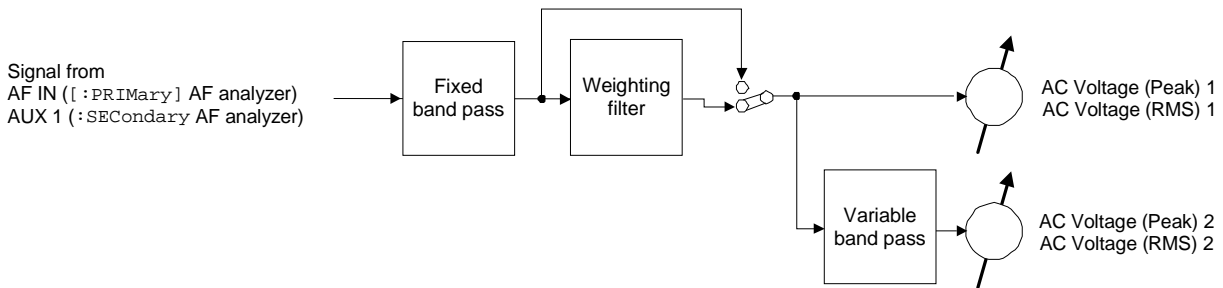 Signal from
AF IN ([:PRIMary] AF analyzer)
AUX 1 (:SECondary AF analyzer)
Fixed
band pass
Weighting
filter
AC Voltage (Peak) 1
AC Voltage (RMS) 1
Variable
band pass
AC Voltage (Peak) 2
AC Voltage (RMS) 2